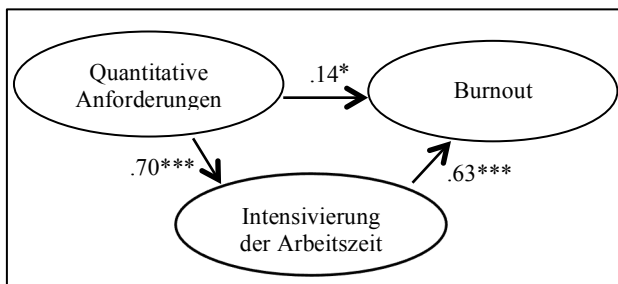 Quantitative
Anforderungen
.14*
Burnout
.70***
.63***
Intensivierung
der Arbeitszeit